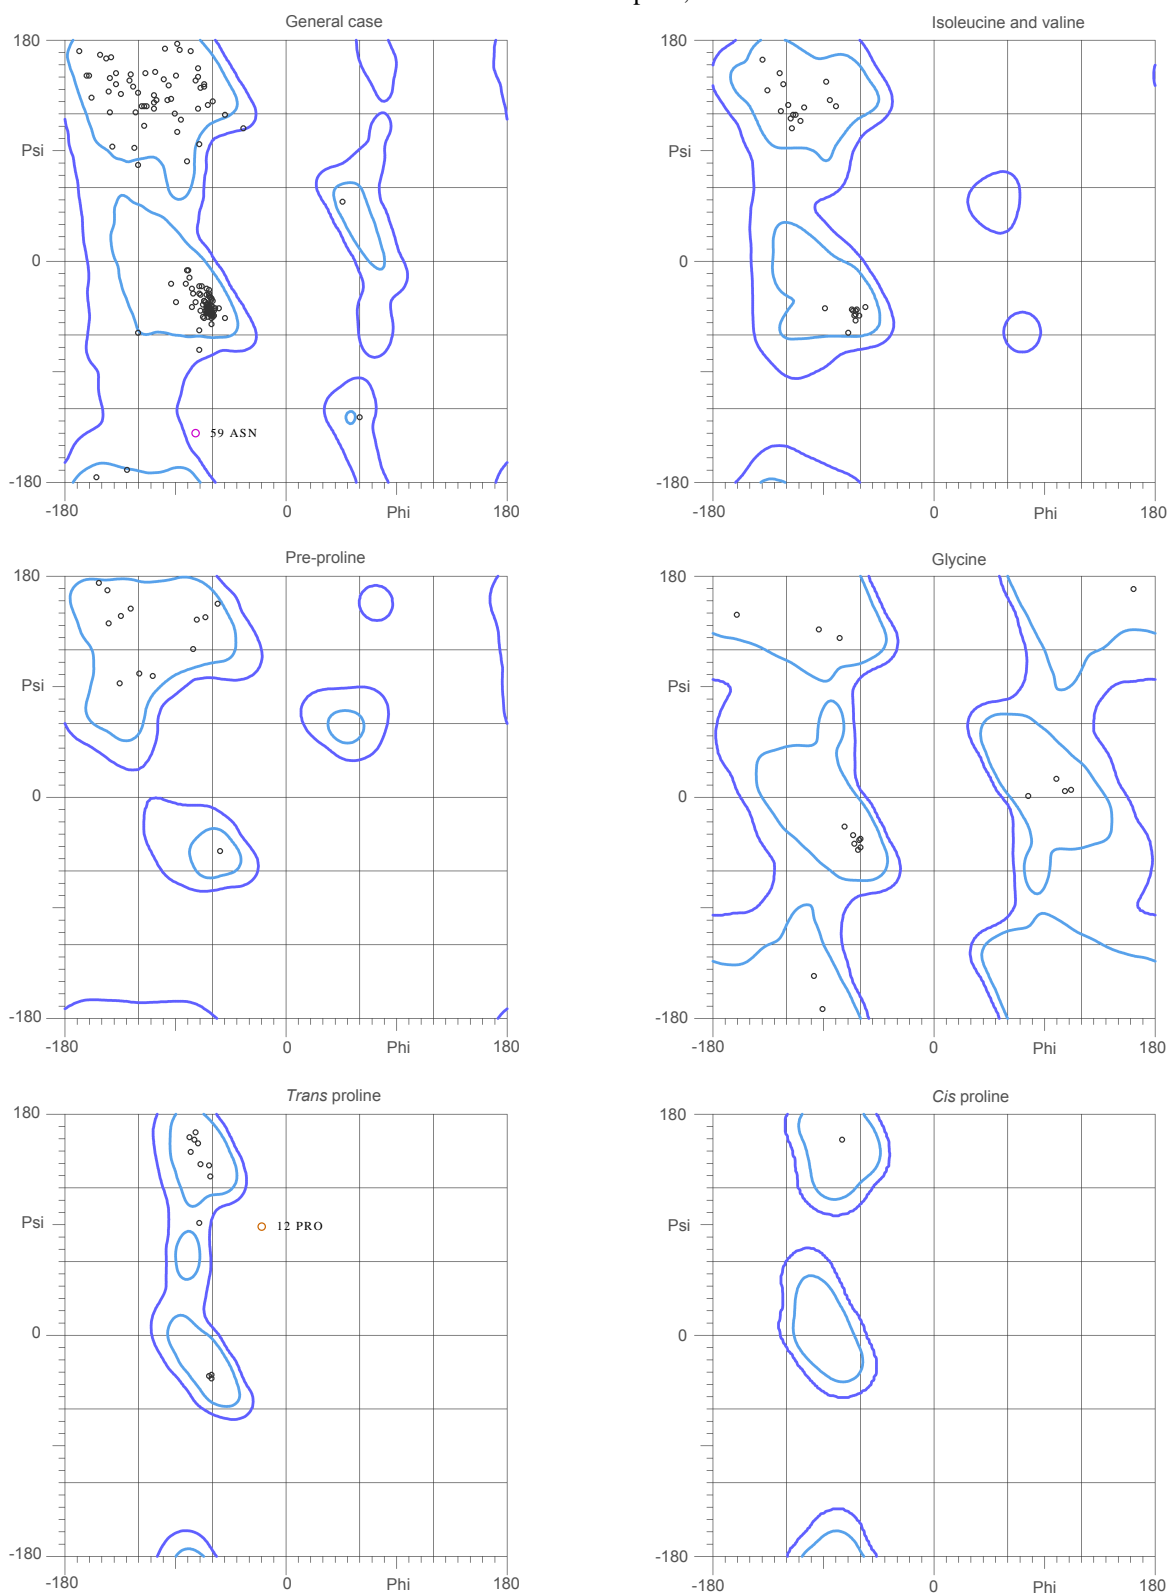 General case
Isoleucine and valine
180
180
Psi
Psi
0
0
59 ASN
-180
-180
-180
0
Phi
180
-180
0
Phi
180
Pre-proline
Glycine
180
180
Psi
Psi
0
0
-180
-180
-180
0
Phi
180
-180
0
Phi
180
Trans proline
Cis proline
180
180
Psi
12 PRO
Psi
0
0
-180
-180
-180
0
Phi
180
-180
0
Phi
180